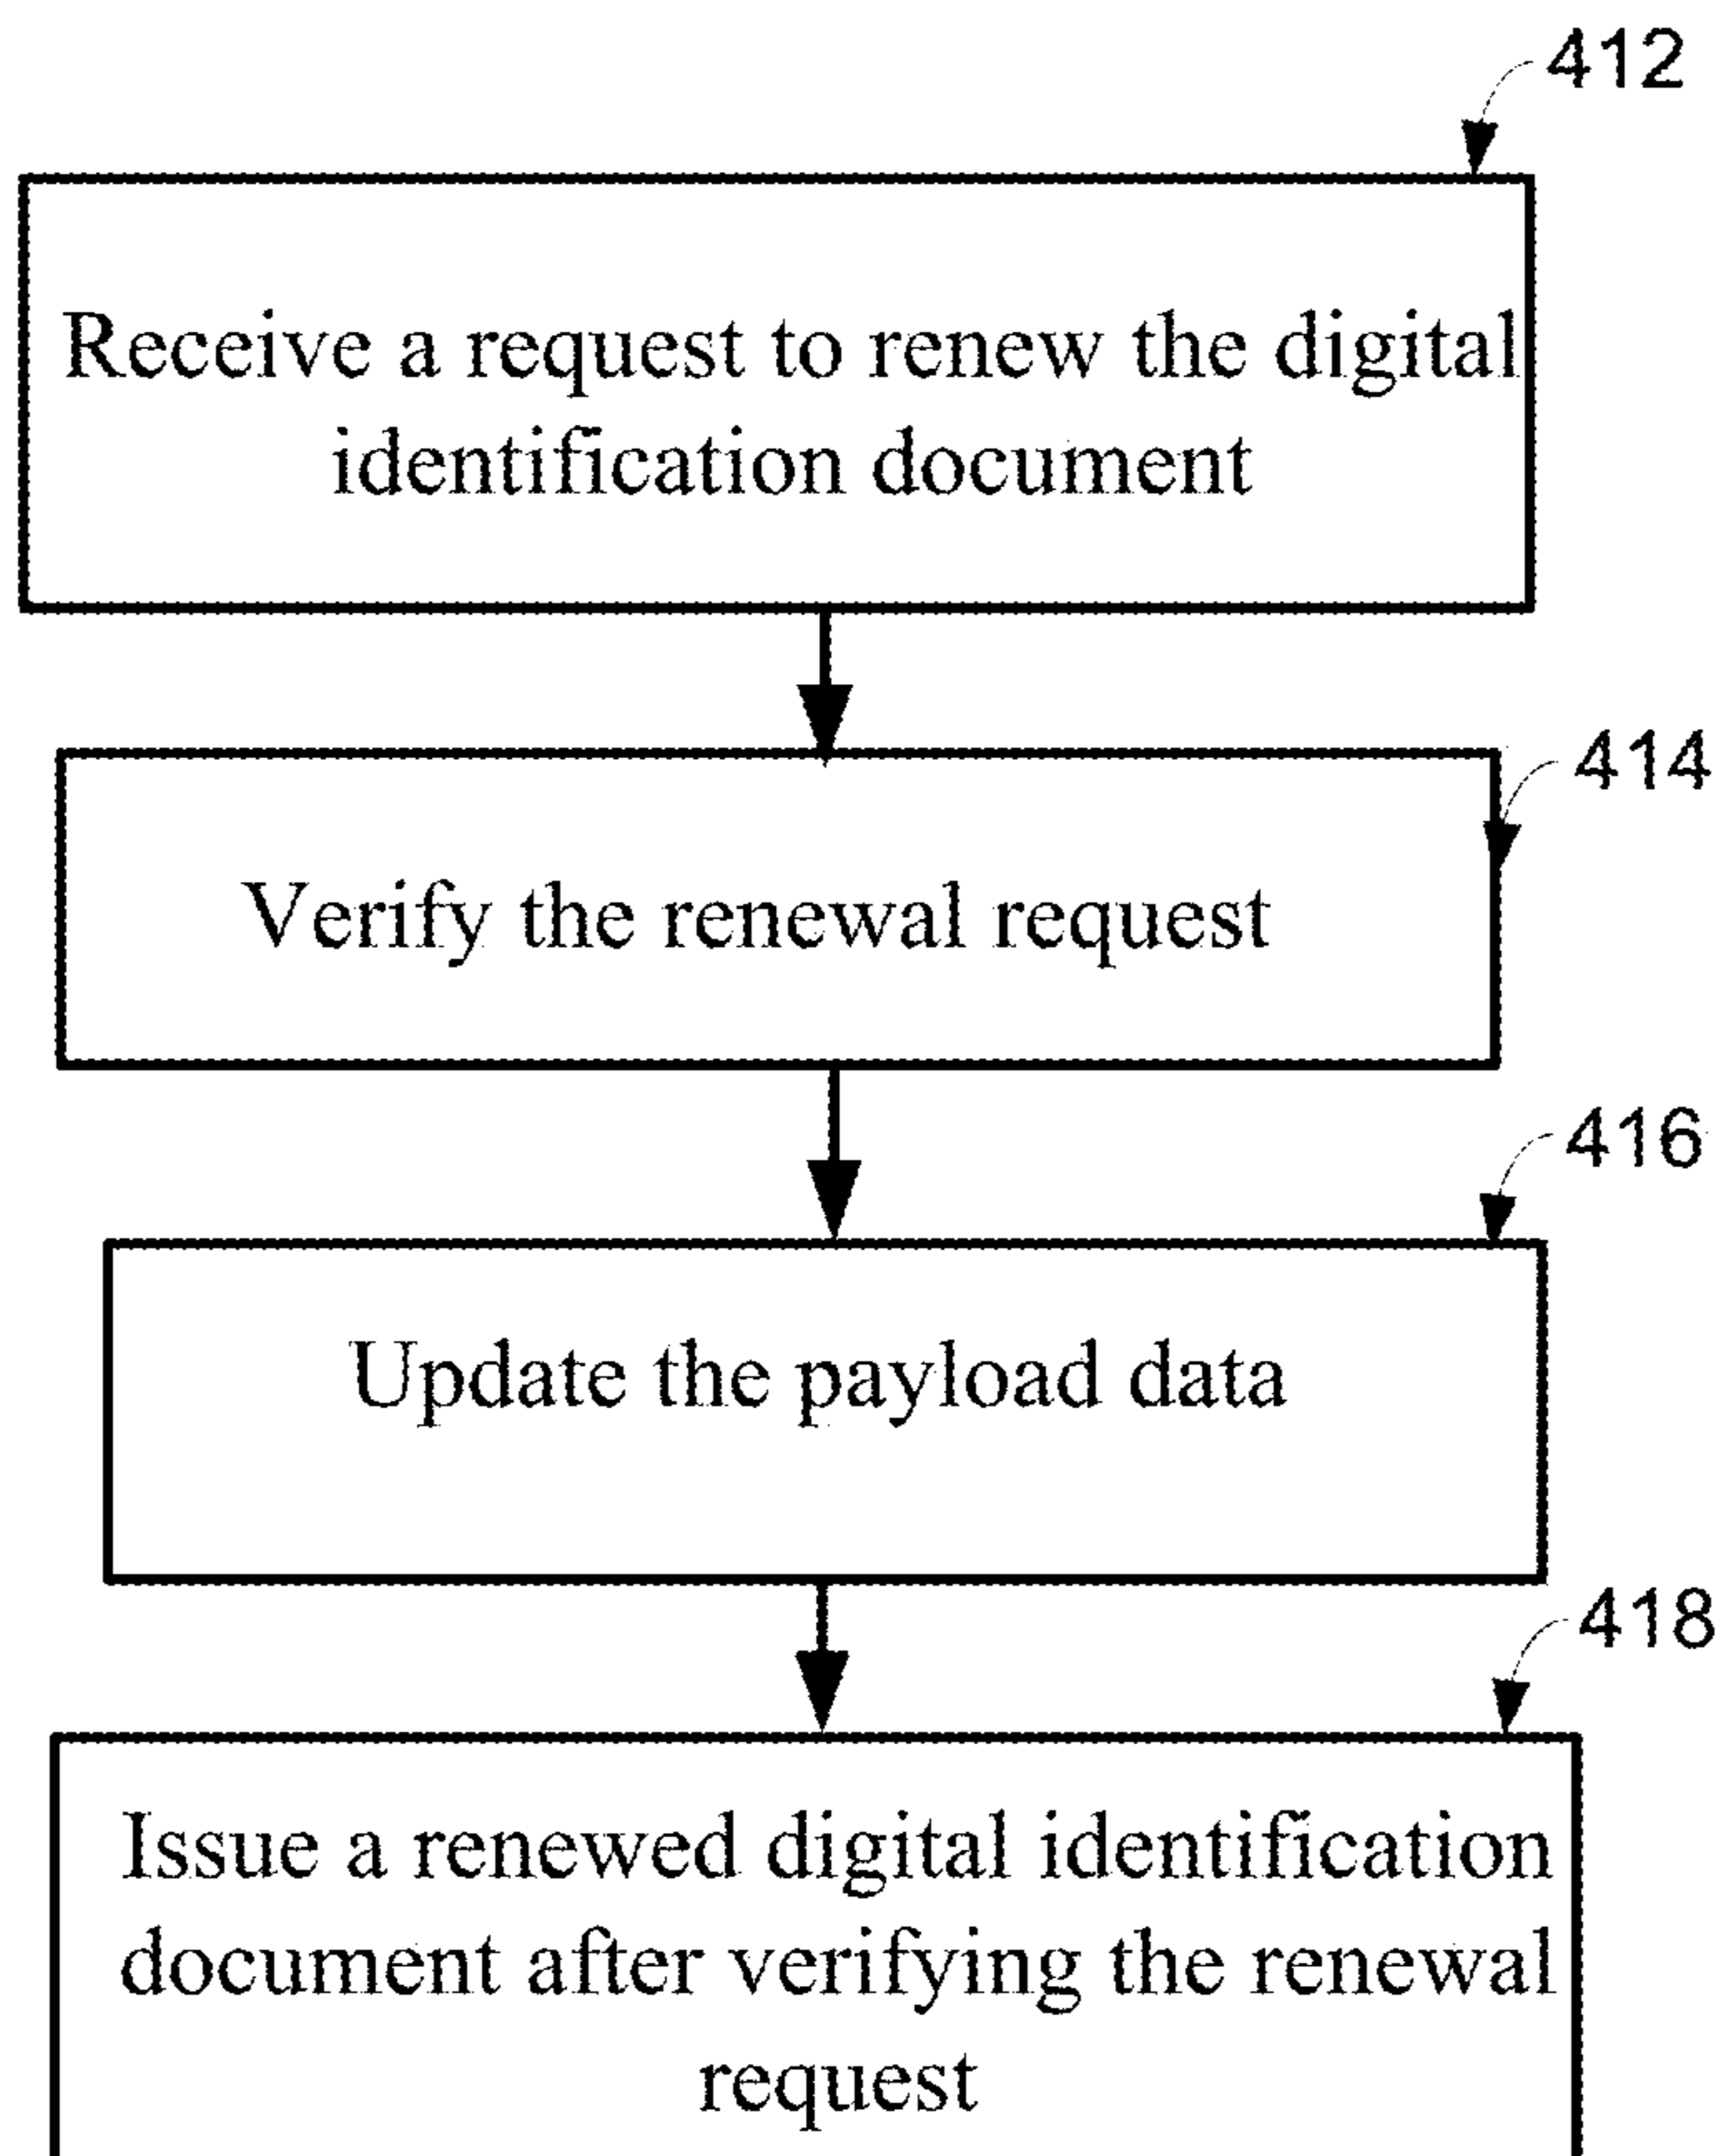 412
Receive a request to renew the digital
identification document
414
Verify the renewal request
416
Update the payload data
418
Issue a renewed digital identification
document after verifying the renewal
request